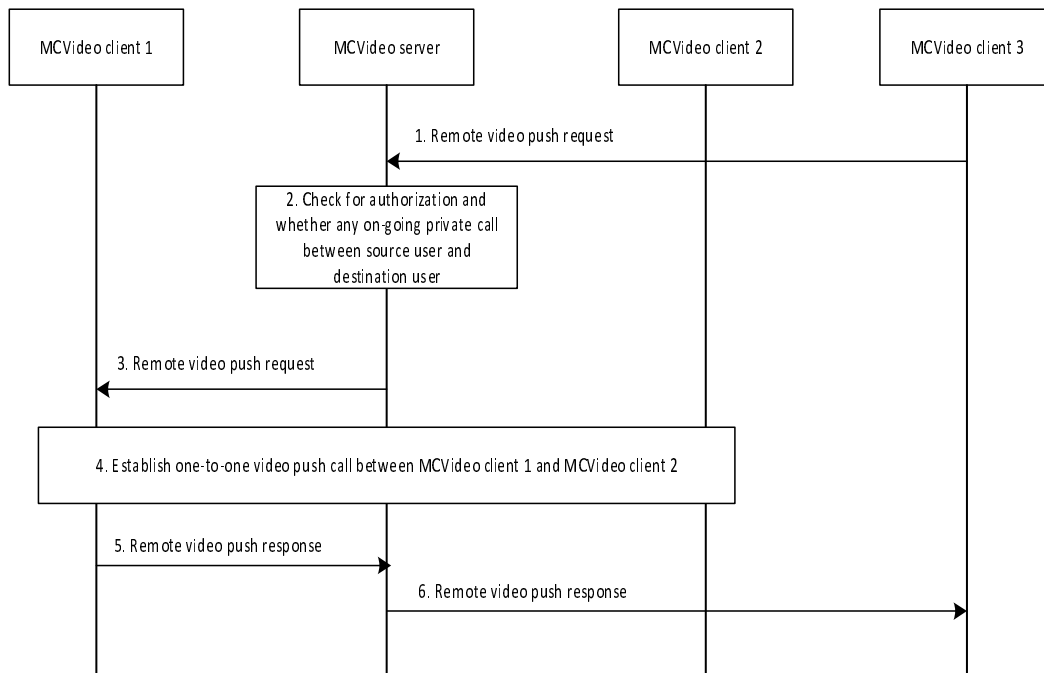 MCVideo client 1
MCVideo server
MCVideo client 2
MCVideo client 3
1. Remote video push request
2. Check for authorization and
whether any on-going private call
between source user and
destination user
3. Remote video push request
4. Establish one-to-one video push call between MCVideo client 1 and MCVideo client 2
5. Remote video push response
6. Remote video push response